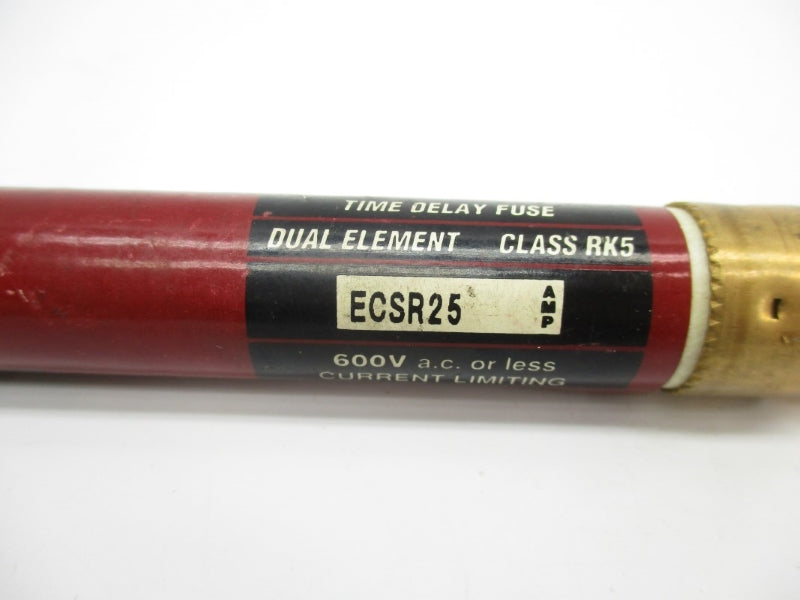 TIME DELAY FUSE
DUAL ELEMENT CLASS RK5
ECSR25 AMP
600V a.c. or less
CURRENT LIMITING